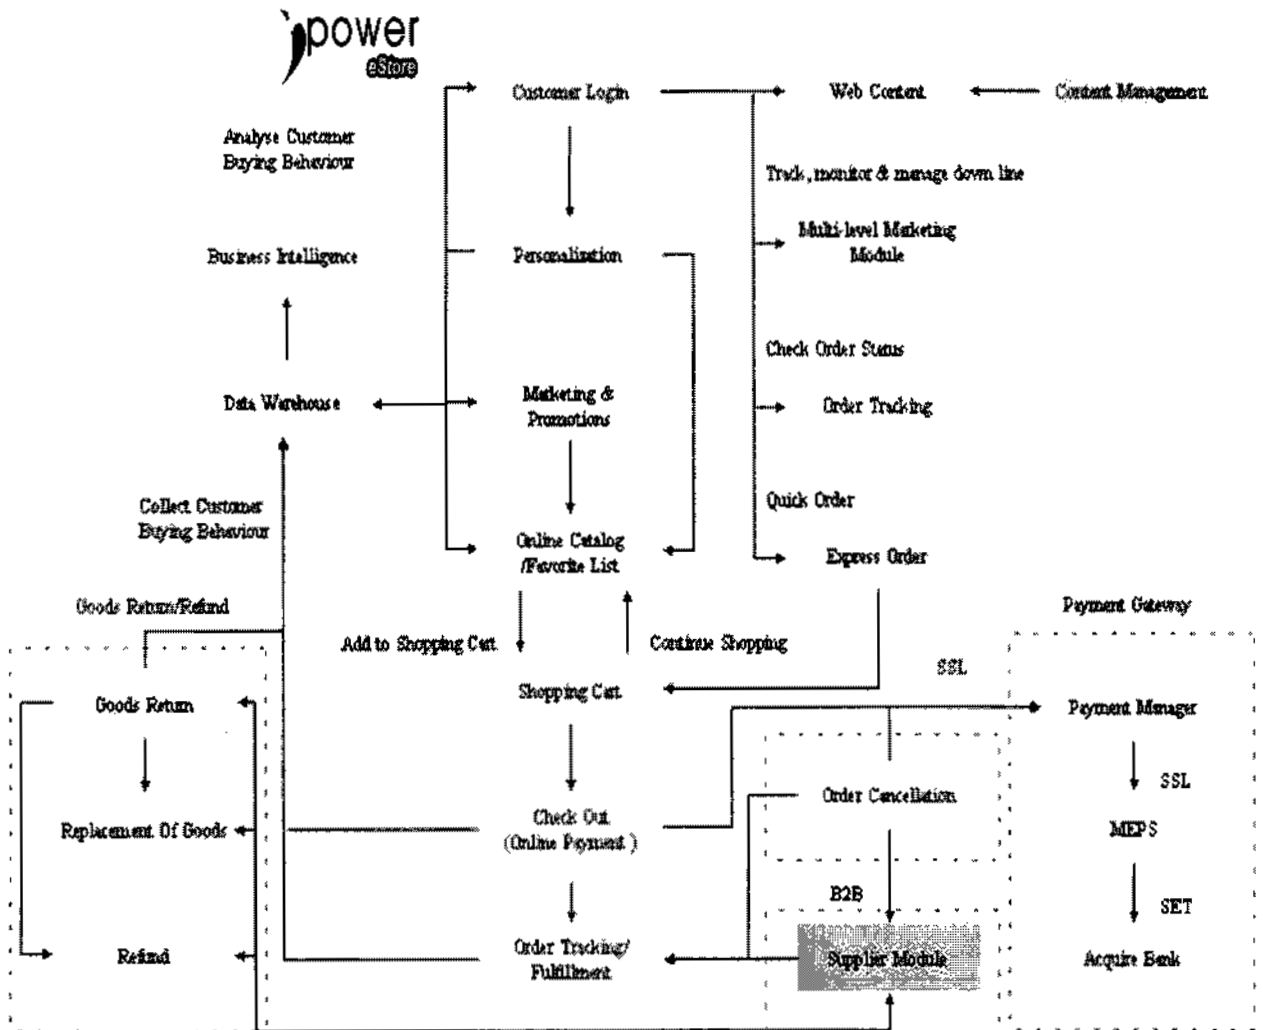 power
eStore
Customer Login
Web Content
Content Management
Analyse Customer
Buying Behaviour
Track, monitor & manage down line
Multi-level Marketing
Module
Business Intelligence
Personalization
Check Order Status
Data Warehouse
Marketing &
Promotions
Order Tracking
Collect Customer
Buying Behaviour
Quick Order
Online Catalog
/Favorite List
Express Order
Goods Return/Refund
Payment Gateway
Add to Shopping Cart
Continue Shopping
SSL
Goods Return
Shopping Cart
Payment Manager
SSL
Order Cancellation
Replacement Of Goods
Check Out
(Online Payment)
MEPS
B2B
SET
Refund
Order Tracking/
Fulfillment
Supplier Module
Acquire Bank